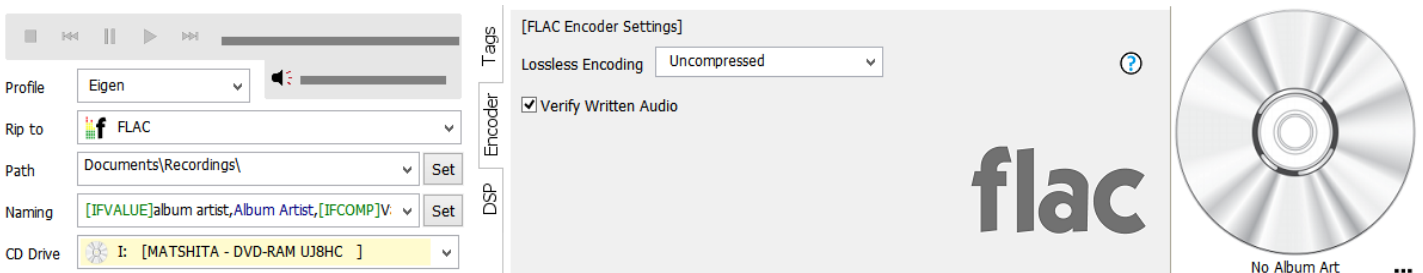 Profile
Eigen
Rip to
f FLAC
Path
Documents\Recordings\
Set
Naming
[IFVALUE]album artist,Album Artist,[IFCOMP]V
Set
CD Drive
I: [MATSHITA - DVD-RAM UJ8HC ]
Tags
Encoder
DSP
[FLAC Encoder Settings]
Lossless Encoding
Uncompressed
?
Verify Written Audio
flac
No Album Art
...